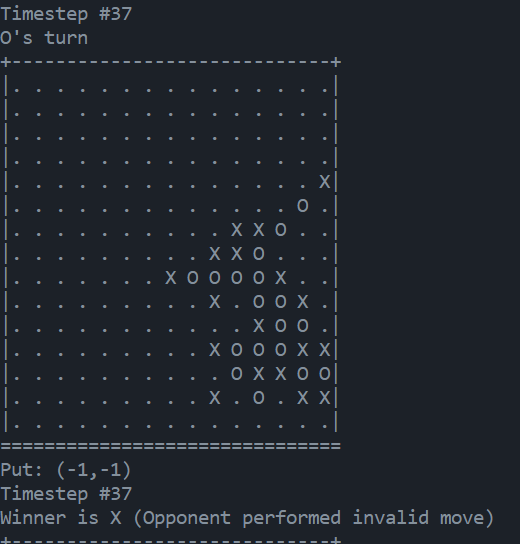 Timestep #37
O's turn
+-----------------------------+
|. . . . . . . . . . . . . . .|
|. . . . . . . . . . . . . . .|
|. . . . . . . . . . . . . . .|
|. . . . . . . . . . . . . . .|
|. . . . . . . . . . . . . . X|
|. . . . . . . . . . . . . O .|
|. . . . . . . . . . X X O . .|
|. . . . . . . . . X X O . . .|
|. . . . . . . X O O O O X . .|
|. . . . . . . . . X . O O X .|
|. . . . . . . . . . . X O O .|
|. . . . . . . . . X O O O X X|
|. . . . . . . . . . O X X O O|
|. . . . . . . . . X . O . X X|
|. . . . . . . . . . . . . . .|
===============================
Put: (-1,-1)
Timestep #37
Winner is X (Opponent performed invalid move)
+-----------------------------+